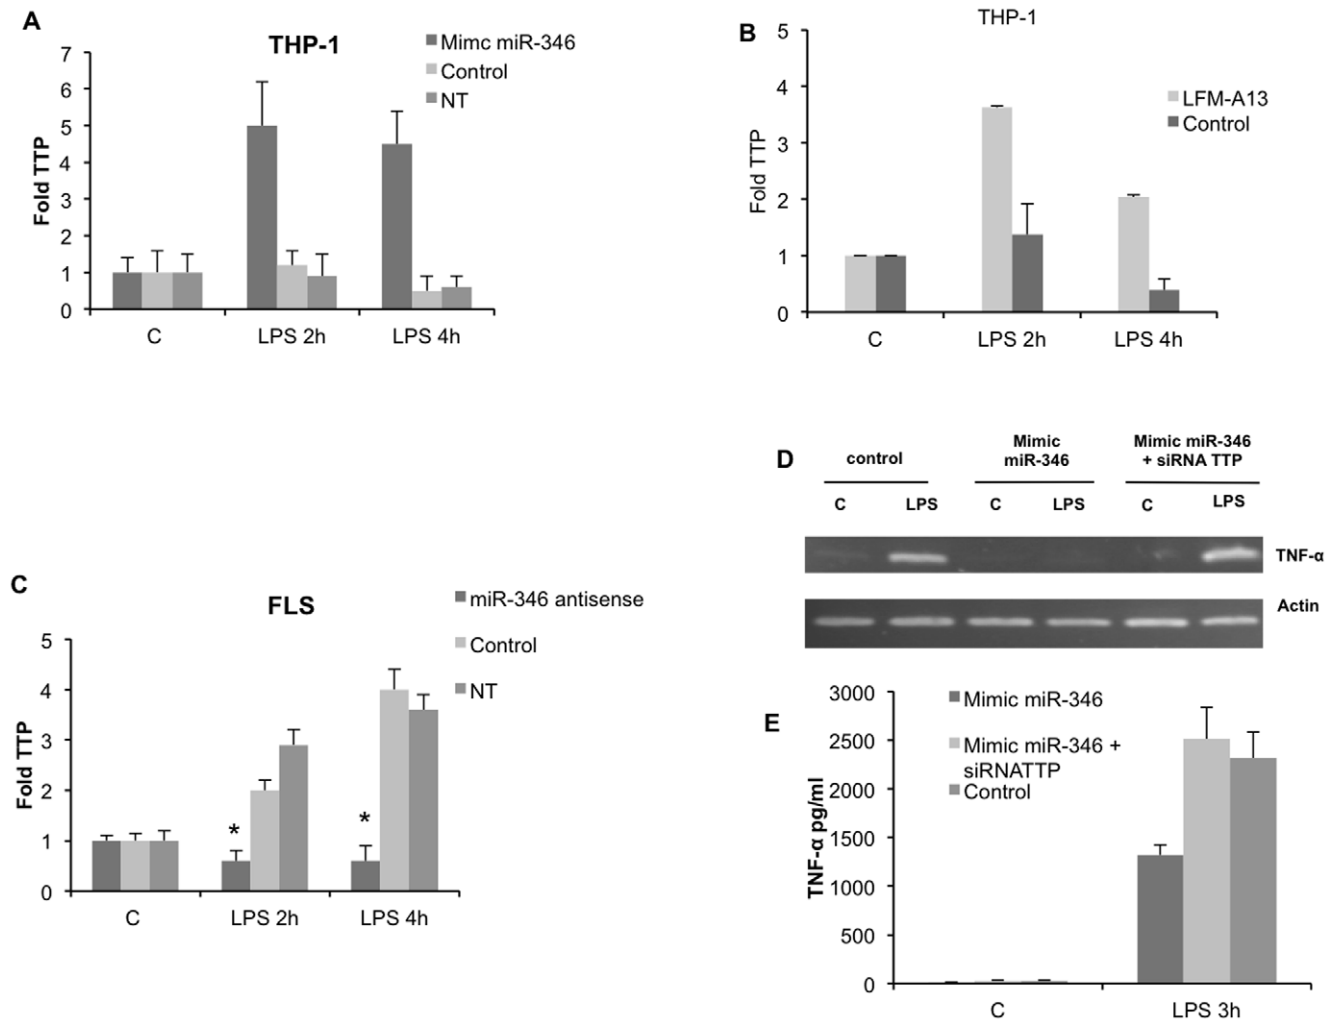 A
THP-1
Mimc miR-346
Control
NT
Fold TTP
7
6
5
4
3
2
1
0
C
LPS 2h
LPS 4h
B
THP-1
LFM-A13
Control
Fold TTP
5
4
3
2
1
0
C
LPS 2h
LPS 4h
C
FLS
miR-346 antisense
Control
NT
Fold TTP
5
4
3
2
1
0
*
*
C
LPS 2h
LPS 4h
D
control
Mimic
miR-346
Mimic miR-346
+ siRNA TTP
C
LPS
C
LPS
C
LPS
TNF-α
Actin
E
Mimic miR-346
Mimic miR-346 +
siRNATTP
Control
TNF-α pg/ml
3000
2500
2000
1500
1000
500
0
C
LPS 3h